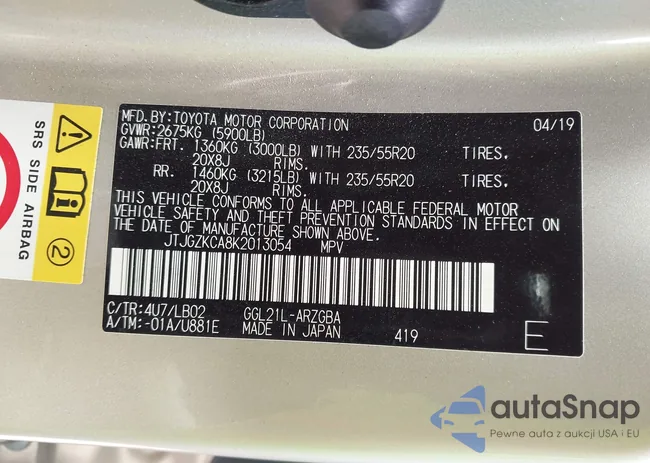 SRS SIDE AIRBAG
2
MFD. BY: TOYOTA MOTOR CORPORATION 04/19
GVWR: 2675KG (5900LB)
GAWR: FRT. 1360KG (3000LB) WITH 235/55R20 TIRES.
20X8J RIMS.
RR. 1460KG (3215LB) WITH 235/55R20 TIRES.
20X8J RIMS.
THIS VEHICLE CONFORMS TO ALL APPLICABLE FEDERAL MOTOR
VEHICLE SAFETY AND THEFT PREVENTION STANDARDS IN EFFECT ON
THE DATE OF MANUFACTURE SHOWN ABOVE.
JTJGZKCA8K2013054 MPV
C/TR: 4U7/LB02 GGL21L-ARZGBA
A/TM: -01A/U881E MADE IN JAPAN 419 E
autaSnap
Pewne auta z aukcji USA i EU